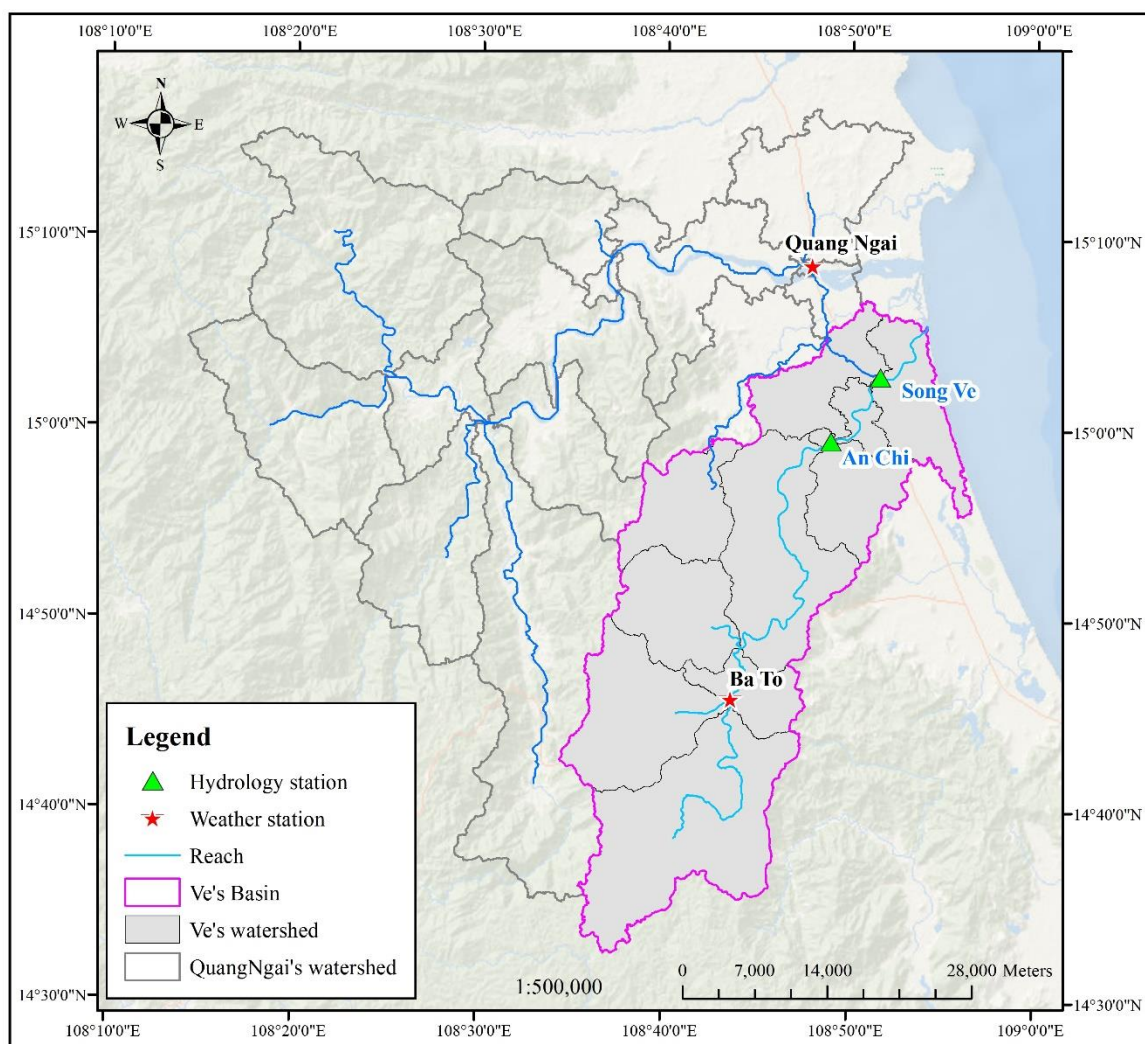 108°10'0"E 108°20'0"E 108°30'0"E 108°40'0"E 108°50'0"E 109°0'0"E
N
W E
S
15°10'0"N 15°10'0"N
Quang Ngai
15°0'0"N 15°0'0"N
Song Ve
An Chi
14°50'0"N 14°50'0"N
Ba To
14°40'0"N 14°40'0"N
Legend
Hydrology station
Weather station
Reach
Ve's Basin
Ve's watershed
QuangNgai's watershed
1:500,000
0 7,000 14,000 28,000 Meters
14°30'0"N 14°30'0"N
108°10'0"E 108°20'0"E 108°30'0"E 108°40'0"E 108°50'0"E 109°0'0"E